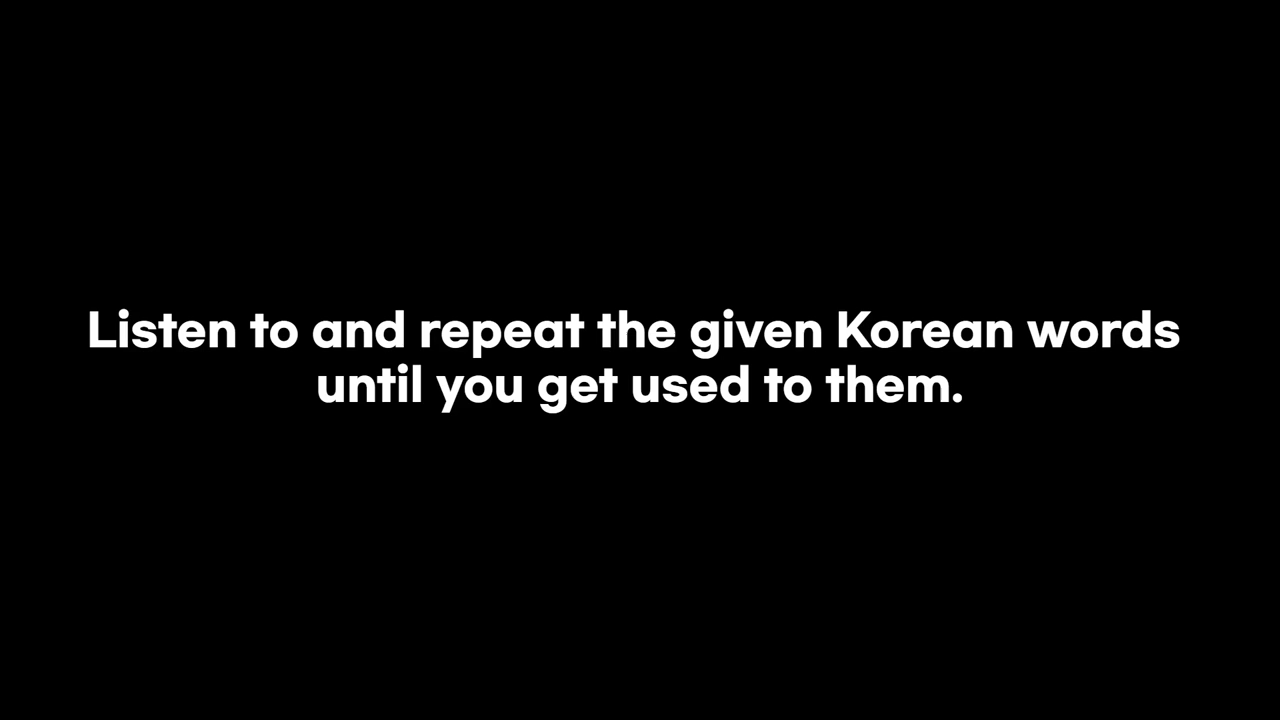 Listen to and repeat the given Korean words
until you get used to them.